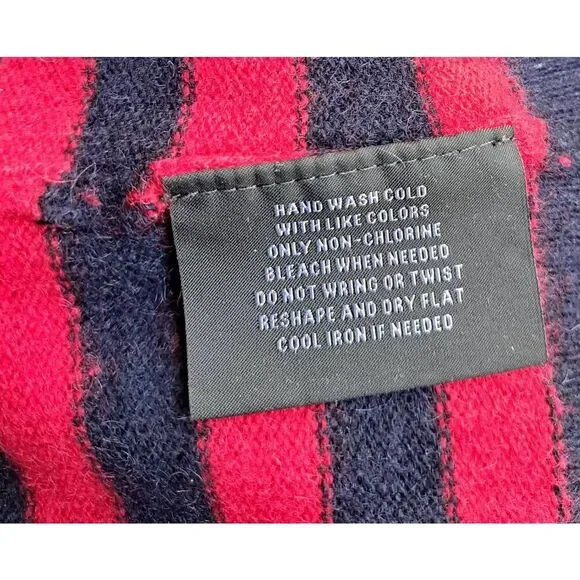 HAND WASH COLD
WITH LIKE COLORS
ONLY NON-CHLORINE
BLEACH WHEN NEEDED
DO NOT WRING OR TWIST
RESHAPE AND DRY FLAT
COOL IRON IF NEEDED